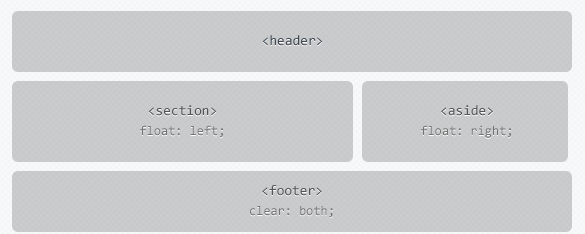 <header>
<section>
float: left;
<aside>
float: right;
<footer>
clear: both;